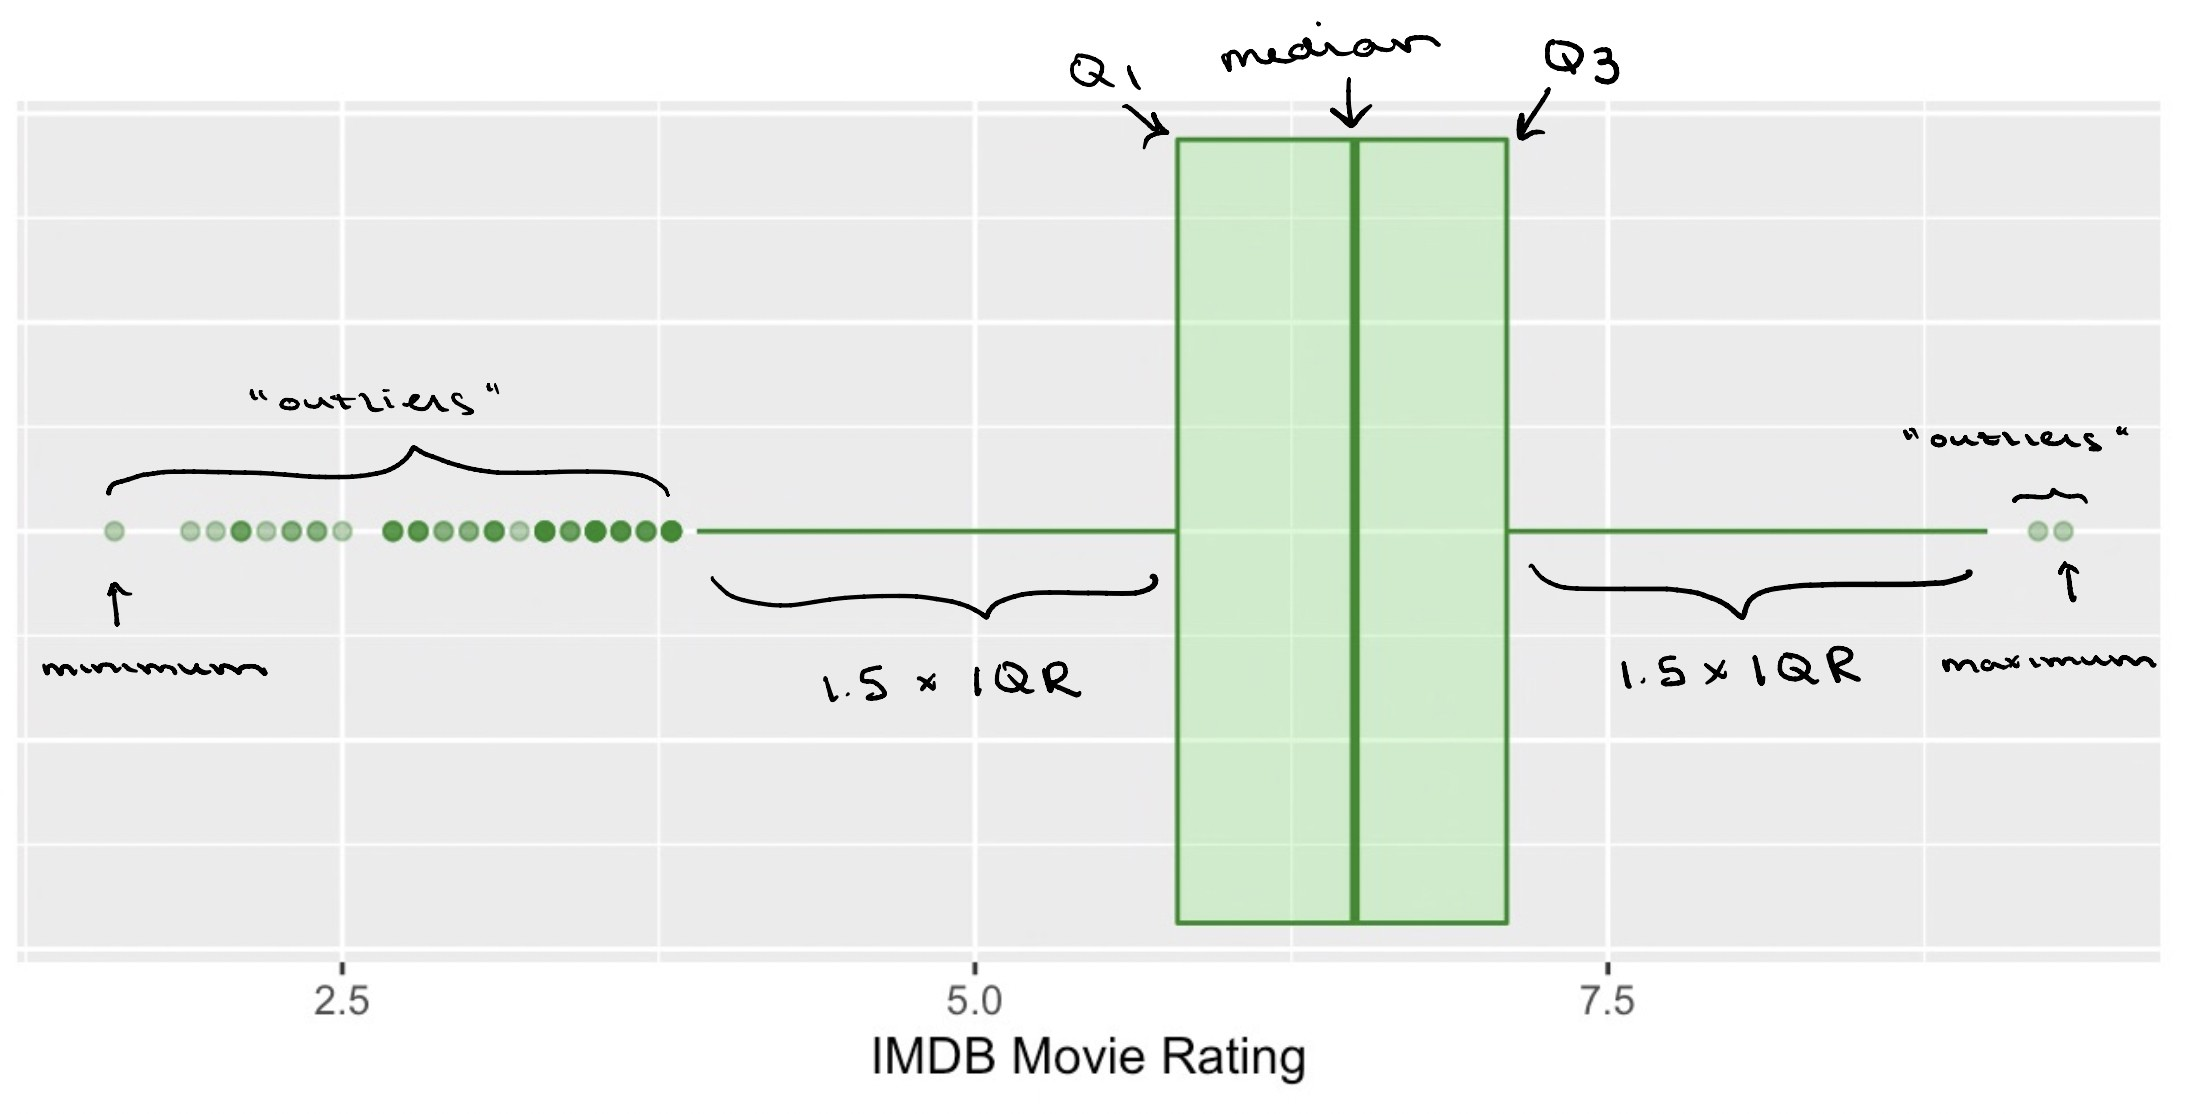 Q1 median Q3
"outliers"
"outliers"
minimum
1.5 x IQR
1.5 x IQR
maximum
2.5 5.0 7.5
IMDB Movie Rating